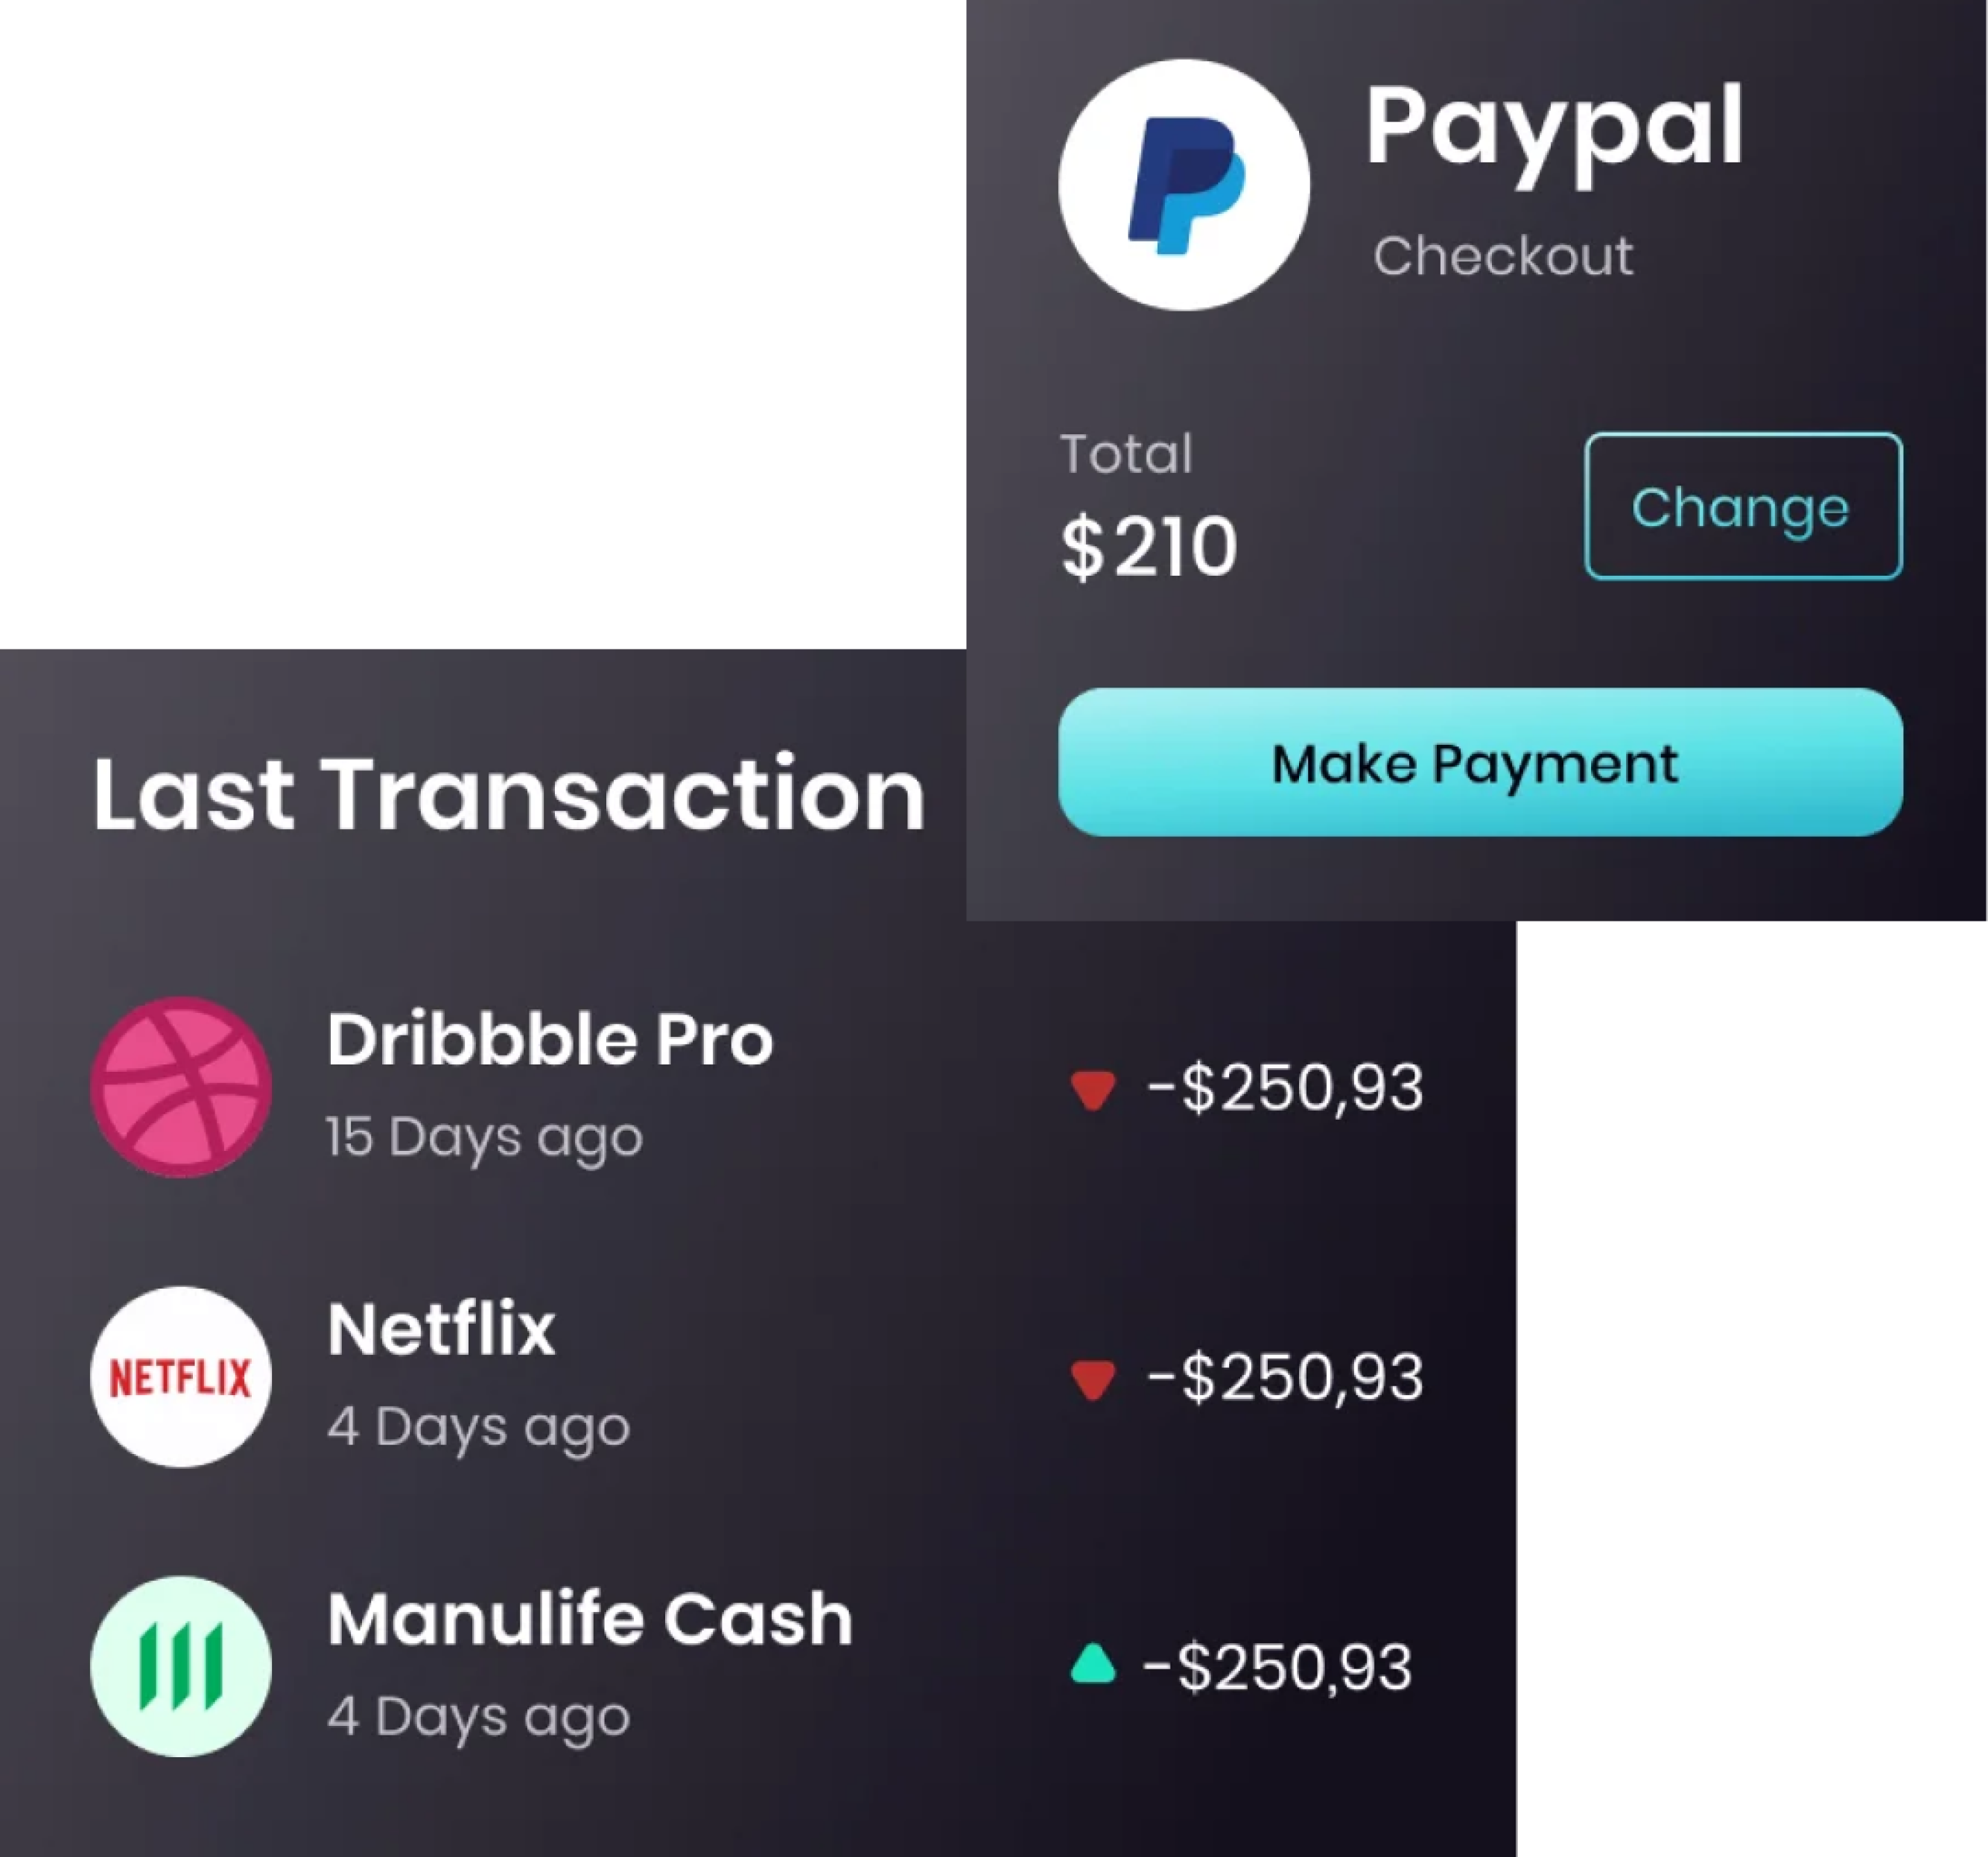 Paypal
Checkout
Total
$210
Change
Make Payment
Last Transaction
Dribbble Pro
15 Days ago
-$250,93
NETFLIX
Netflix
4 Days ago
-$250,93
Manulife Cash
4 Days ago
-$250,93